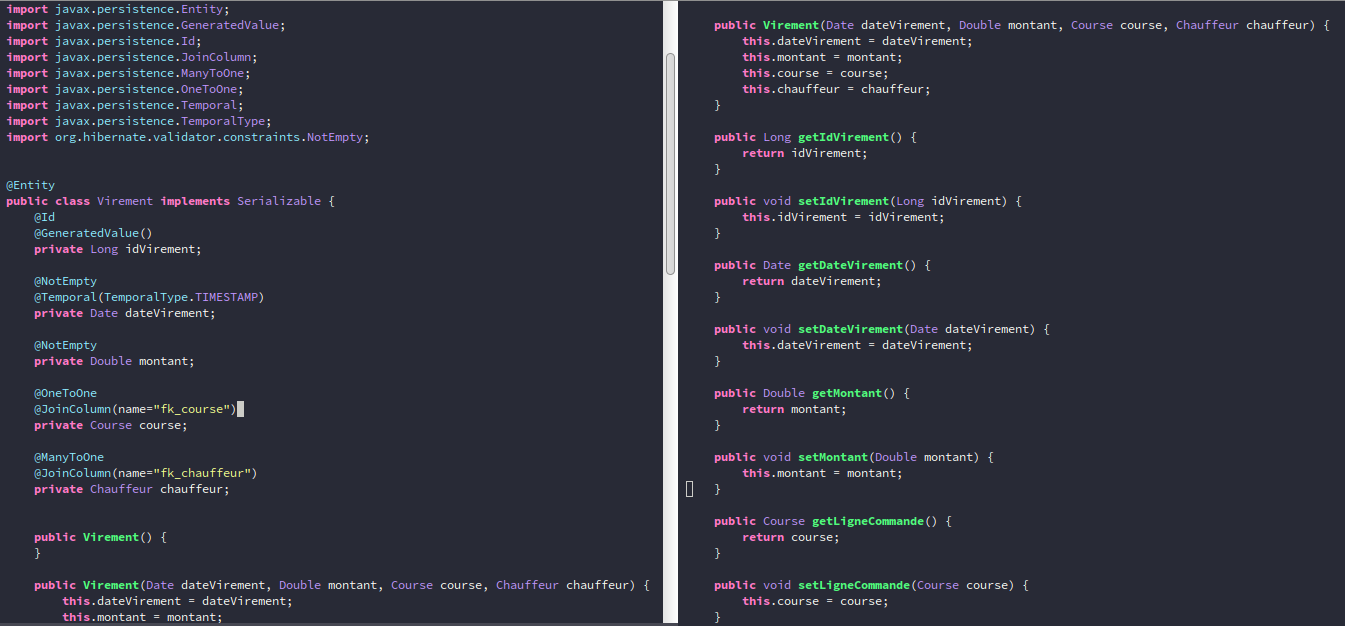 import javax.persistence.Entity;
import javax.persistence.GeneratedValue;
import javax.persistence.Id;
import javax.persistence.JoinColumn;
import javax.persistence.ManyToOne;
import javax.persistence.OneToOne;
import javax.persistence.Temporal;
import javax.persistence.TemporalType;
import org.hibernate.validator.constraints.NotEmpty;
@Entity
public class Virement implements Serializable {
@Id
@GeneratedValue()
private Long idVirement;
@NotEmpty
@Temporal(TemporalType.TIMESTAMP)
private Date dateVirement;
@NotEmpty
private Double montant;
@OneToOne
@JoinColumn(name="fk_course")
private Course course;
@ManyToOne
@JoinColumn(name="fk_chauffeur")
private Chauffeur chauffeur;
public Virement() {
}
public Virement(Date dateVirement, Double montant, Course course, Chauffeur chauffeur) {
this.dateVirement = dateVirement;
this.montant = montant;
public Virement(Date dateVirement, Double montant, Course course, Chauffeur chauffeur) {
this.dateVirement = dateVirement;
this.montant = montant;
this.course = course;
this.chauffeur = chauffeur;
}
public Long getIdVirement() {
return idVirement;
}
public void setIdVirement(Long idVirement) {
this.idVirement = idVirement;
}
public Date getDateVirement() {
return dateVirement;
}
public void setDateVirement(Date dateVirement) {
this.dateVirement = dateVirement;
}
public Double getMontant() {
return montant;
}
public void setMontant(Double montant) {
this.montant = montant;
}
public Course getLigneCommande() {
return course;
}
public void setLigneCommande(Course course) {
this.course = course;
}